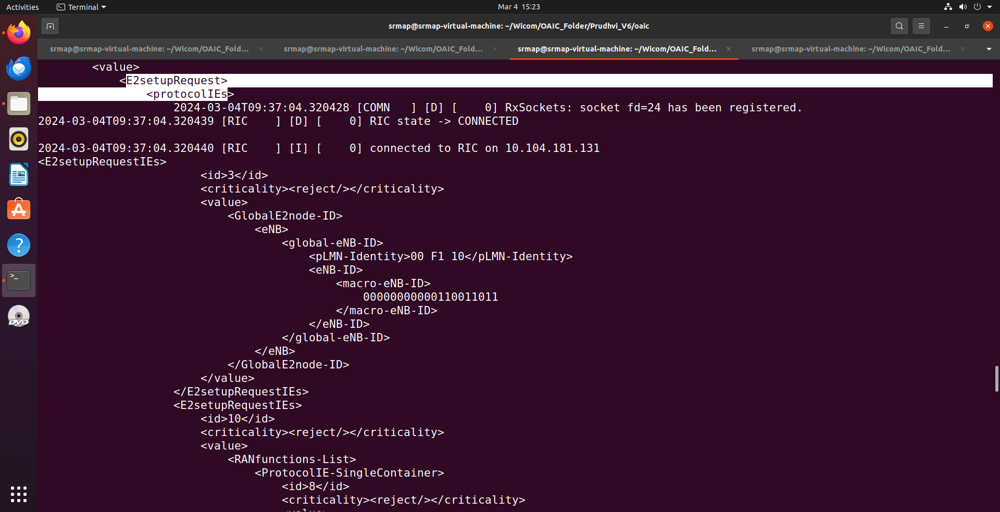 Activities
Terminal
Mar 4 15:23
srmap@srmap-virtual-machine: ~/Wicom/OAIC_Folder/Prudhvi_V6/oaic
srmap@srmap-virtual-machine: ~/Wicom/OAIC_Fold...
srmap@srmap-virtual-machine: ~/Wicom/OAIC_Fold...
srmap@srmap-virtual-machine: ~/Wicom/OAIC_Fold...
srmap@srmap-virtual-machine: ~/Wicom/OAIC_Fold...
<value>
<E2setupRequest>
<protocolIEs>
2024-03-04T09:37:04.320428 [COMN   ] [D] [    0] RxSockets: socket fd=24 has been registered.
2024-03-04T09:37:04.320439 [RIC    ] [D] [    0] RIC state -> CONNECTED
2024-03-04T09:37:04.320440 [RIC    ] [I] [    0] connected to RIC on 10.104.181.131
<E2setupRequestIEs>
<id>3</id>
<criticality><reject/></criticality>
<value>
<GlobalE2node-ID>
<eNB>
<global-eNB-ID>
<pLMN-Identity>00 F1 10</pLMN-Identity>
<eNB-ID>
<macro-eNB-ID>
00000000000110011011
</macro-eNB-ID>
</eNB-ID>
</global-eNB-ID>
</eNB>
</GlobalE2node-ID>
</value>
</E2setupRequestIEs>
<E2setupRequestIEs>
<id>10</id>
<criticality><reject/></criticality>
<value>
<RANfunctions-List>
<ProtocolIE-SingleContainer>
<id>8</id>
<criticality><reject/></criticality>
<value>
DVD